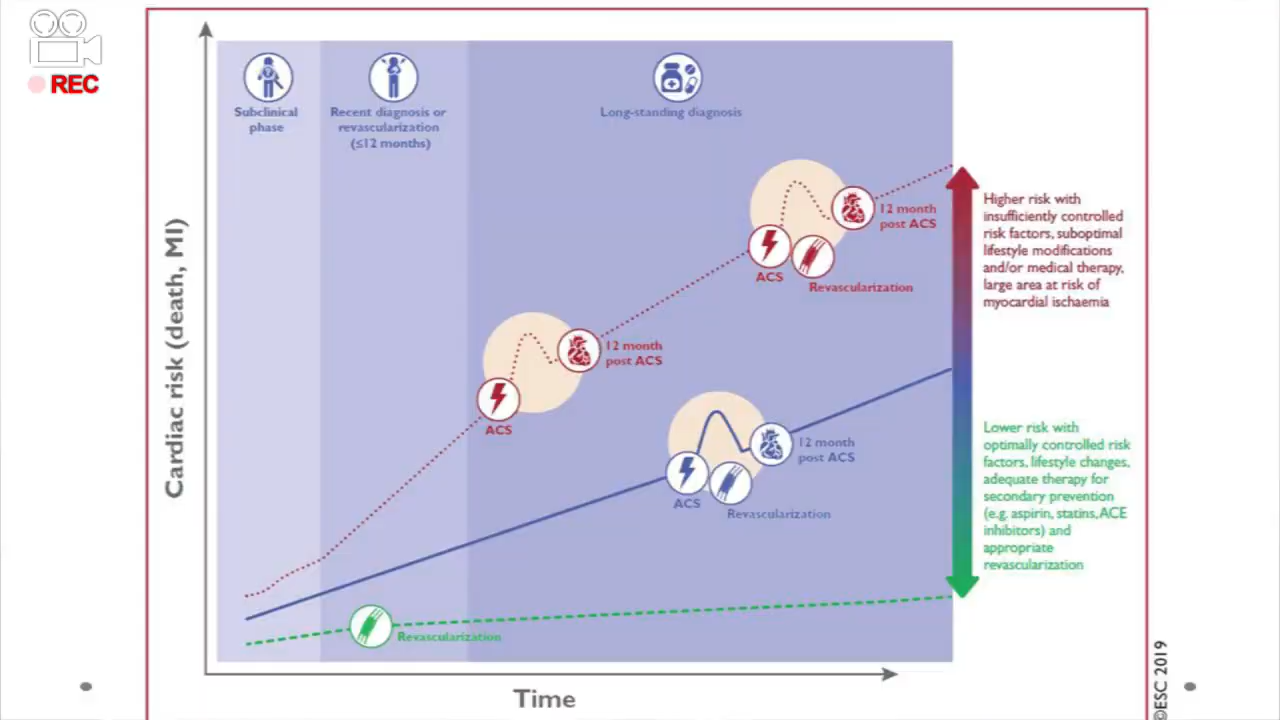 REC
Subclinical
phase
Recent diagnosis or
revascularization
(≤12 months)
Long-standing diagnosis
Cardiac risk (death, MI)
12 month
post ACS
ACS
Revascularization
12 month
post ACS
ACS
12 month
post ACS
ACS
Revascularization
Revascularization
Higher risk with
insufficiently controlled
risk factors, suboptimal
lifestyle modifications
and/or medical therapy,
large area at risk of
myocardial ischaemia
Lower risk with
optimally controlled risk
factors, lifestyle changes,
adequate therapy for
secondary prevention
(e.g. aspirin, statins, ACE
inhibitors) and
appropriate
revascularization
Time
©ESC 2019